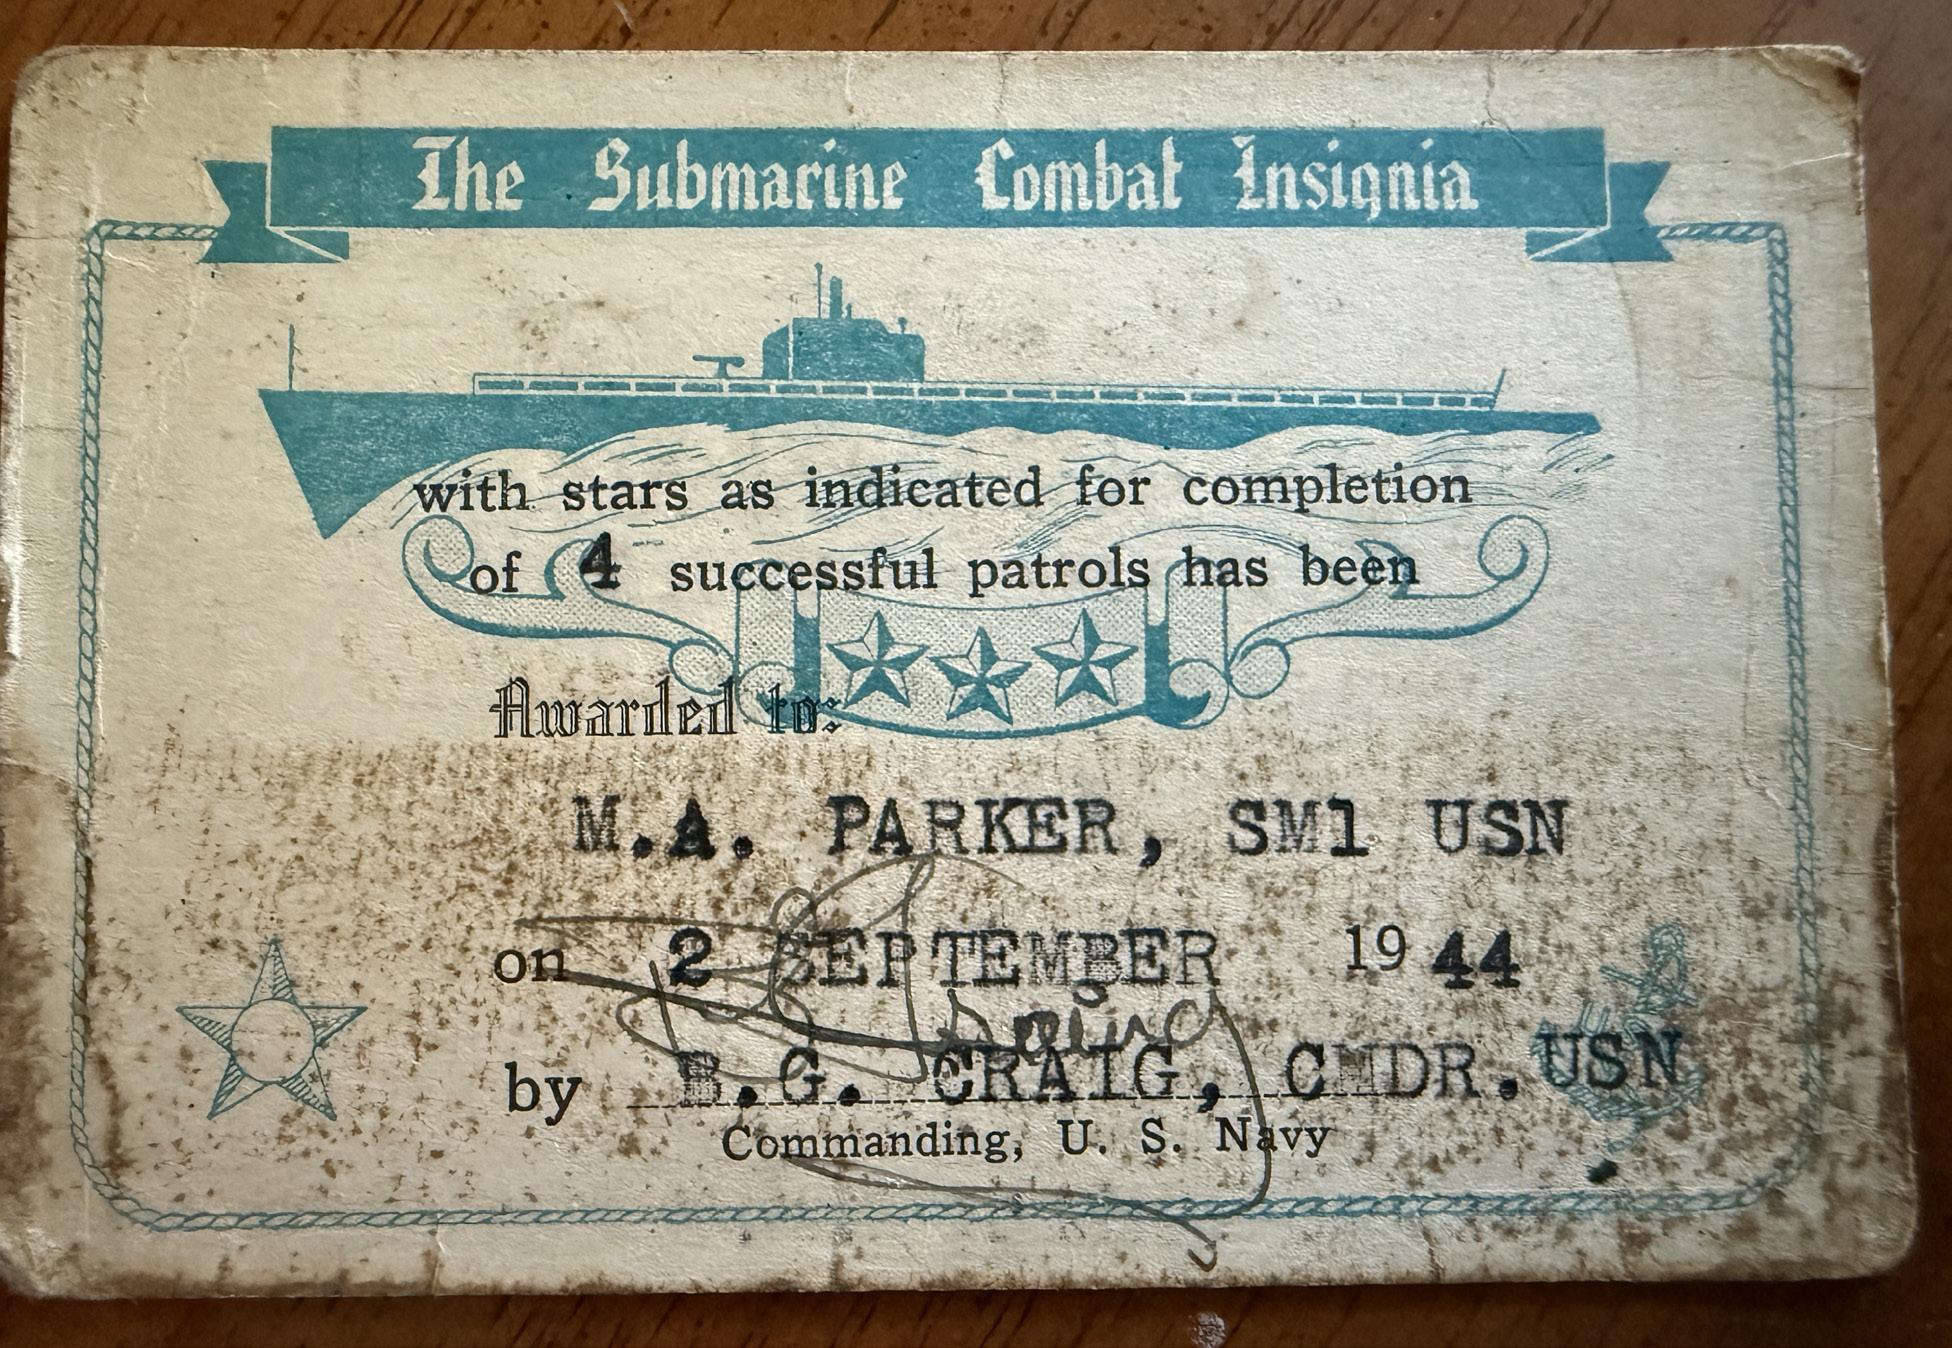 The Submarine Combat Insignia
with stars as indicated for completion
of 4 successful patrols has been
Awarded to:
M.A. PARKER, SM1 USN
on 2 SEPTEMBER 1944
by B.G. CRAIG, CMDR. USN
Commanding, U. S. Navy